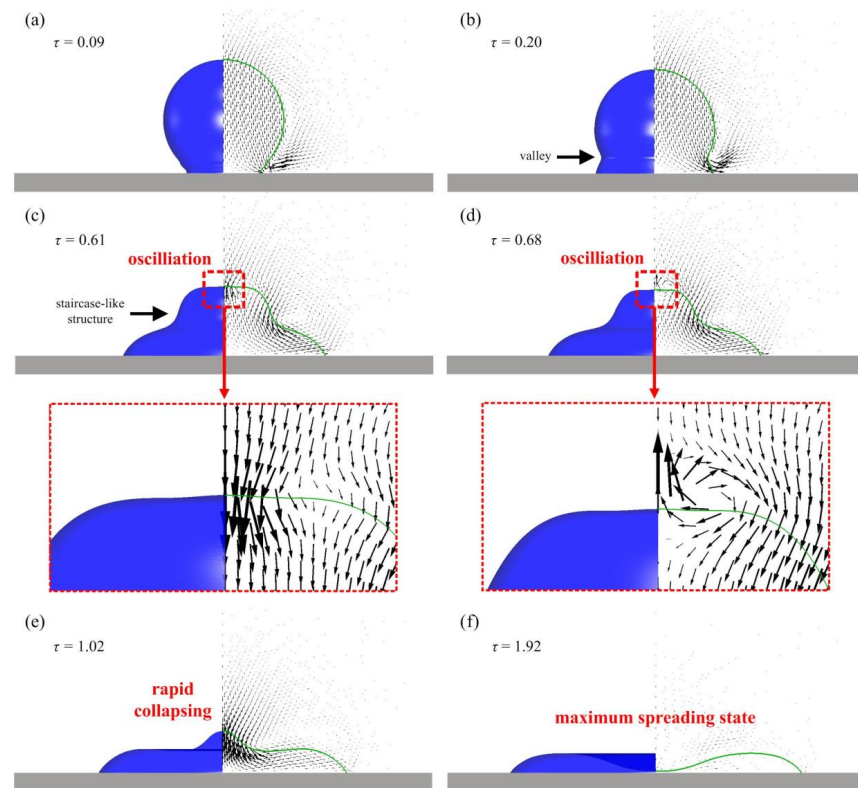 (a)
τ = 0.09
(b)
τ = 0.20
valley
(c)
τ = 0.61
oscilliation
staircase-like
structure
(d)
τ = 0.68
oscilliation
(e)
τ = 1.02
rapid
collapsing
(f)
τ = 1.92
maximum spreading state